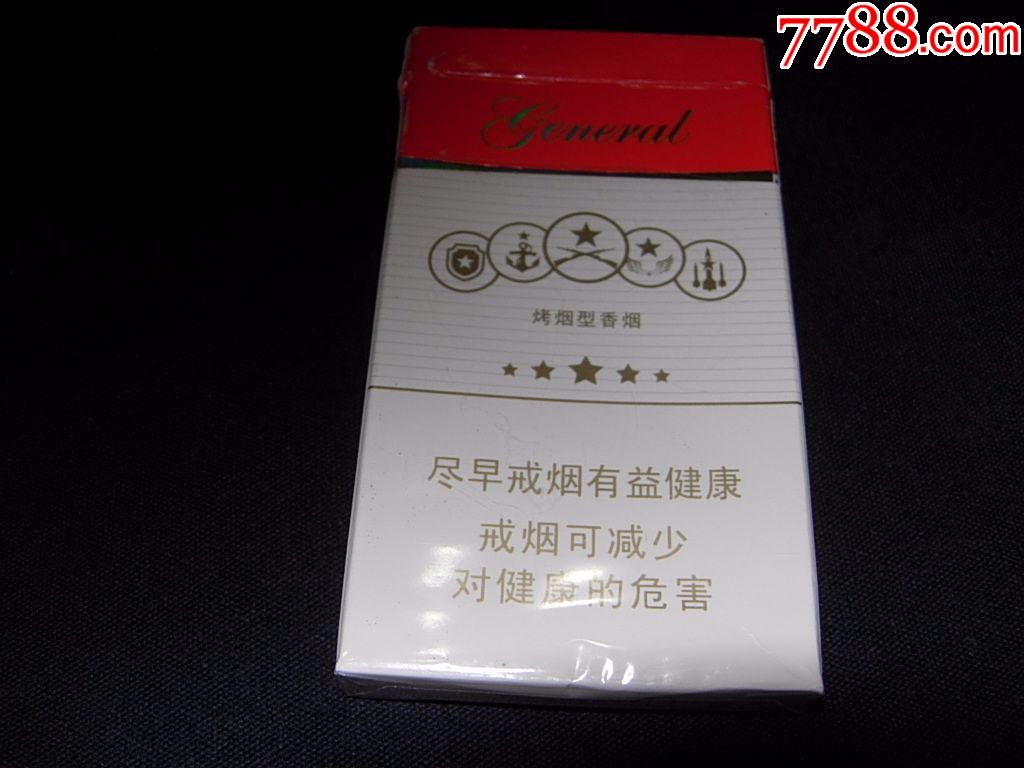 7788.com
General
烤烟型香烟
尽早戒烟有益健康
戒烟可减少
对健康的危害